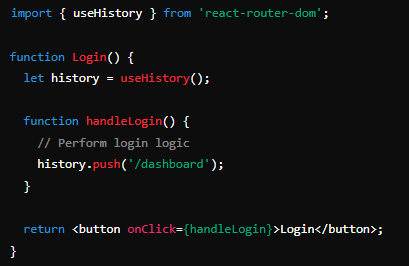 import { useHistory } from 'react-router-dom';
function Login() {
let history = useHistory();
function handleLogin() {
// Perform login logic
history.push('/dashboard');
}
return <button onClick={handleLogin}>Login</button>;
}